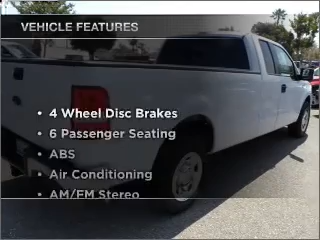 VEHICLE FEATURES
• 4 Wheel Disc Brakes
• 6 Passenger Seating
• ABS
• Air Conditioning
• AM/FM Stereo